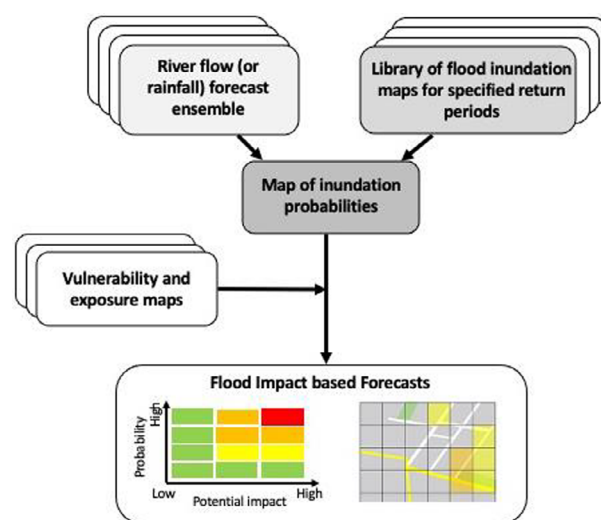 River flow (or
rainfall) forecast
ensemble
Library of flood inundation
maps for specified return
periods
Map of inundation
probabilities
Vulnerability and
exposure maps
Flood Impact based Forecasts
High
Probability
Low
Potential impact
High